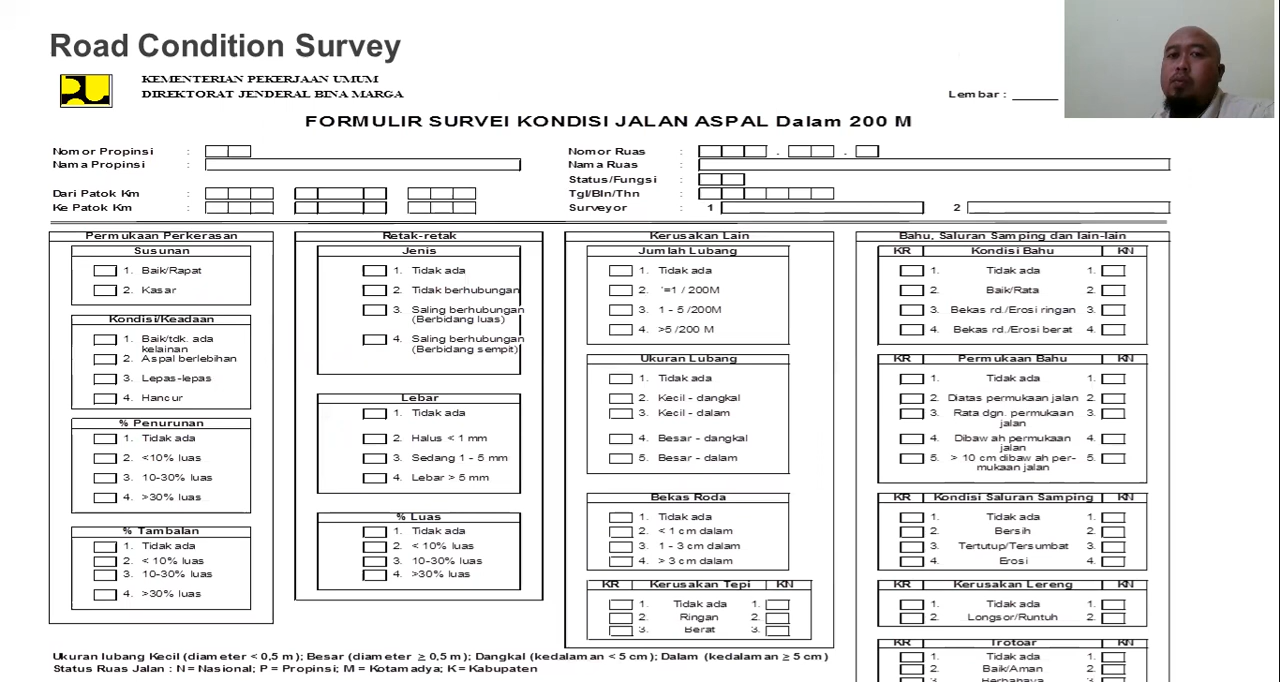 Road Condition Survey
KEMENTERIAN PEKERJAAN UMUM
DIREKTORAT JENDERAL BINA MARGA
Lembar : ____
FORMULIR SURVEI KONDISI JALAN ASPAL Dalam 200 M
Nomor Propinsi :
Nama Propinsi :
Dari Patok Km :
Ke Patok Km :
Nomor Ruas : . .
Nama Ruas :
Status/Fungsi :
Tgl/Bln/Thn :
Surveyor : 1 2
Permukaan Perkerasan
Susunan
1. Baik/Rapat
2. Kasar
Kondisi/Keadaan
1. Baik/tdk. ada
kelainan
2. Aspal berlebihan
3. Lepas-lepas
4. Hancur
% Penurunan
1. Tidak ada
2. <10% luas
3. 10-30% luas
4. >30% luas
% Tambalan
1. Tidak ada
2. < 10% luas
3. 10-30% luas
4. >30% luas
Retak-retak
Jenis
1. Tidak ada
2. Tidak berhubungan
3. Saling berhubungan
(Berbidang luas)
4. Saling berhubungan
(Berbidang sempit)
Lebar
1. Tidak ada
2. Halus < 1 mm
3. Sedang 1 - 5 mm
4. Lebar > 5 mm
% Luas
1. Tidak ada
2. < 10% luas
3. 10-30% luas
4. >30% luas
Kerusakan Lain
Jumlah Lubang
1. Tidak ada
2. '=1 / 200M
3. 1 - 5 /200M
4. >5 /200 M
Ukuran Lubang
1. Tidak ada
2. Kecil - dangkal
3. Kecil - dalam
4. Besar - dangkal
5. Besar - dalam
Bekas Roda
1. Tidak ada
2. < 1 cm dalam
3. 1 - 3 cm dalam
4. > 3 cm dalam
KR Kerusakan Tepi KN
1. Tidak ada 1.
2. Ringan 2.
3. Berat 3.
Bahu, Saluran Samping dan lain-lain
KR Kondisi Bahu KN
1. Tidak ada 1.
2. Baik/Rata 2.
3. Bekas rd./Erosi ringan 3.
4. Bekas rd./Erosi berat 4.
KR Permukaan Bahu KN
1. Tidak ada 1.
2. Diatas permukaan jalan 2.
3. Rata dgn. permukaan 3.
jalan
4. Dibawah permukaan 4.
jalan
5. > 10 cm dibawah per- 5.
mukaan jalan
KR Kondisi Saluran Samping KN
1. Tidak ada 1.
2. Bersih 2.
3. Tertutup/Tersumbat 3.
4. Erosi 4.
KR Kerusakan Lereng KN
1. Tidak ada 1.
2. Longsor/Runtuh 2.
KR Trotoar KN
1. Tidak ada 1.
2. Baik/Aman 2.
3. Berbahaya 3.
Ukuran lubang Kecil (diameter < 0,5 m); Besar (diameter ≥ 0,5 m); Dangkal (kedalaman < 5 cm); Dalam (kedalaman ≥ 5 cm)
Status Ruas Jalan : N = Nasional; P = Propinsi; M = Kotamadya; K = Kabupaten